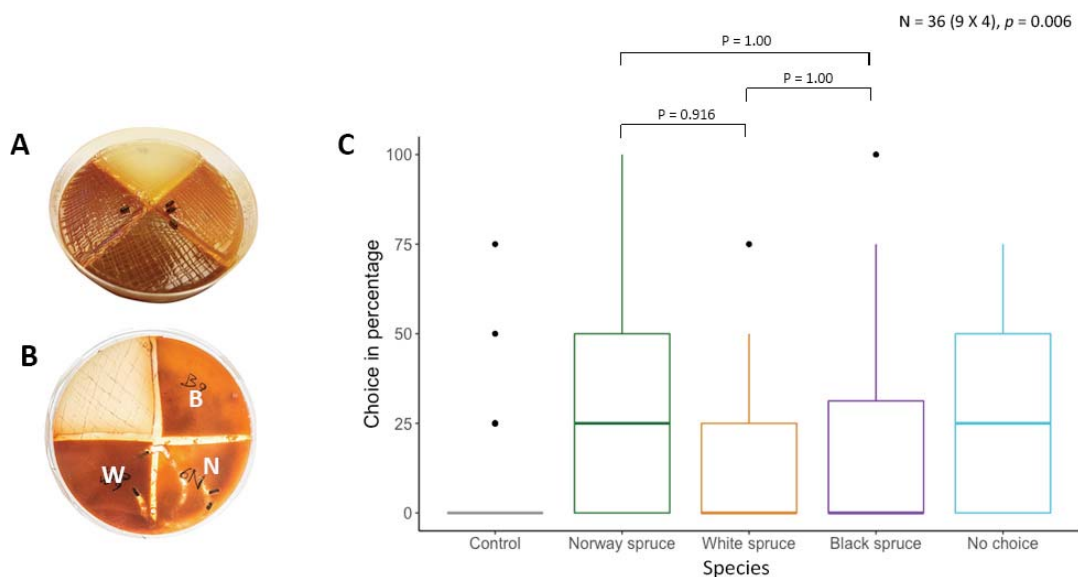 N = 36 (9 X 4), p = 0.006
P = 1.00
P = 1.00
P = 0.916
A
B
B
W
N
C
Choice in percentage
100
75
50
25
0
Control
Norway spruce
White spruce
Black spruce
No choice
Species